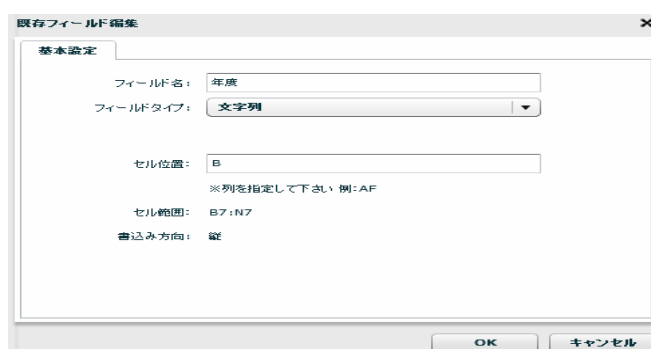 既存フィールド編集
基本設定
フィールド名: 年度
フィールドタイプ: 文字列
セル位置: B
※列を指定して下さい 例:AF
セル範囲: B7:N7
書込み方向: 縦
OK キャンセル